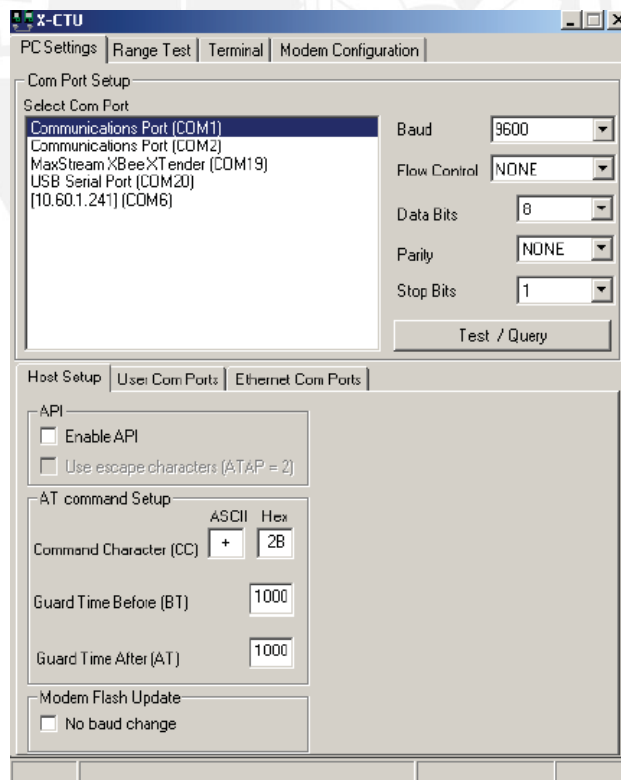 X-CTU
PC Settings Range Test Terminal Modem Configuration
Com Port Setup
Select Com Port
Communications Port (COM1)
Communications Port (COM2)
MaxStream XBee XTender (COM19)
USB Serial Port (COM20)
[10.60.1.241] (COM6)
Baud 9600
Flow Control NONE
Data Bits 8
Parity NONE
Stop Bits 1
Test / Query
Host Setup User Com Ports Ethernet Com Ports
API
Enable API
Use escape characters (ATAP = 2)
AT command Setup
ASCII Hex
Command Character (CC) + 2B
Guard Time Before (BT) 1000
Guard Time After (AT) 1000
Modem Flash Update
No baud change